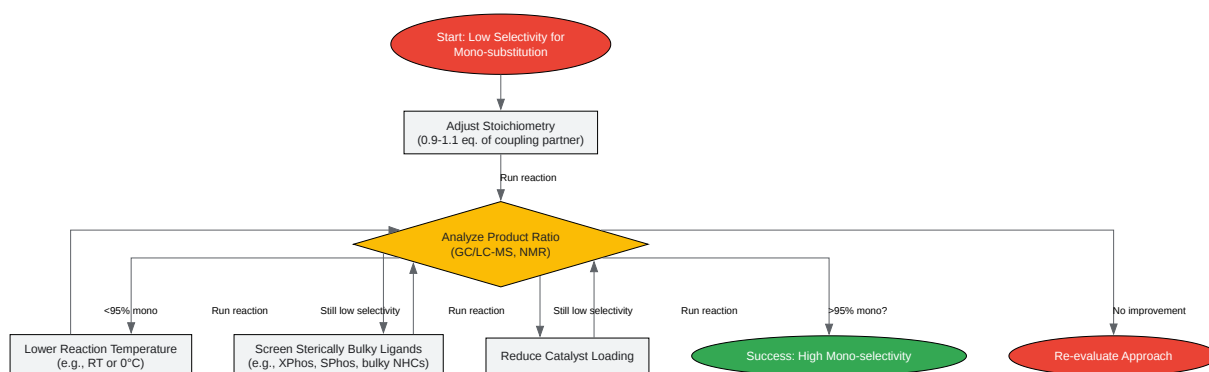 Start: Low Selectivity for
Mono-substitution
Adjust Stoichiometry
(0.9-1.1 eq. of coupling partner)
Run reaction
Analyze Product Ratio
(GC/LC-MS, NMR)
<95% mono
Run reaction
Still low selectivity
Run reaction
Still low selectivity
Run reaction
>95% mono?
No improvement
Lower Reaction Temperature
(e.g., RT or 0°C)
Screen Sterically Bulky Ligands
(e.g., XPhos, SPhos, bulky NHCs)
Reduce Catalyst Loading
Success: High Mono-selectivity
Re-evaluate Approach